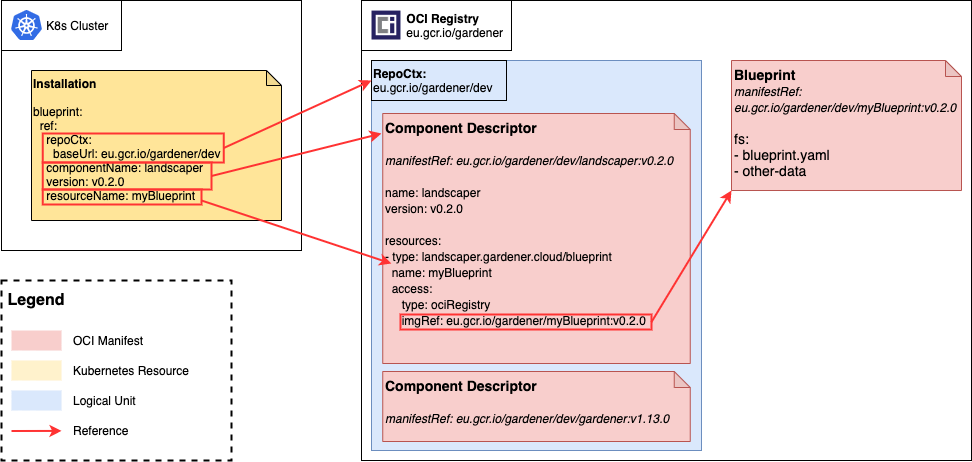 K8s Cluster
Installation
blueprint:
ref:
repoCtx:
baseUrl: eu.gcr.io/gardener/dev
componentName: landscaper
version: v0.2.0
resourceName: myBlueprint
OCI Registry
eu.gcr.io/gardener
RepoCtx:
eu.gcr.io/gardener/dev
Component Descriptor
manifestRef: eu.gcr.io/gardener/dev/landscaper:v0.2.0
name: landscaper
version: v0.2.0
resources:
- type: landscaper.gardener.cloud/blueprint
name: myBlueprint
access:
type: ociRegistry
imgRef: eu.gcr.io/gardener/myBlueprint:v0.2.0
Component Descriptor
manifestRef: eu.gcr.io/gardener/dev/gardener:v1.13.0
Blueprint
manifestRef:
eu.gcr.io/gardener/dev/myBlueprint:v0.2.0
fs:
- blueprint.yaml
- other-data
Legend
OCI Manifest
Kubernetes Resource
Logical Unit
Reference